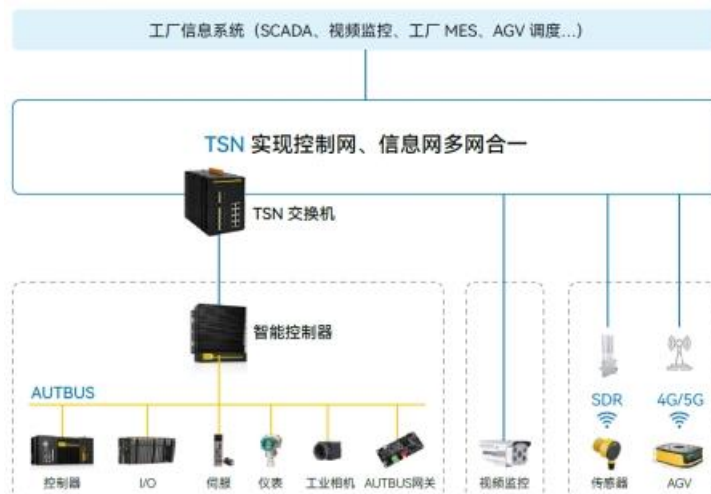 工厂信息系统（SCADA、视频监控、工厂 MES、AGV 调度...）
TSN 实现控制网、信息网多网合一
TSN 交换机
智能控制器
AUTBUS
SDR
4G/5G
控制器
I/O
伺服
仪表
工业相机
AUTBUS网关
视频监控
传感器
AGV